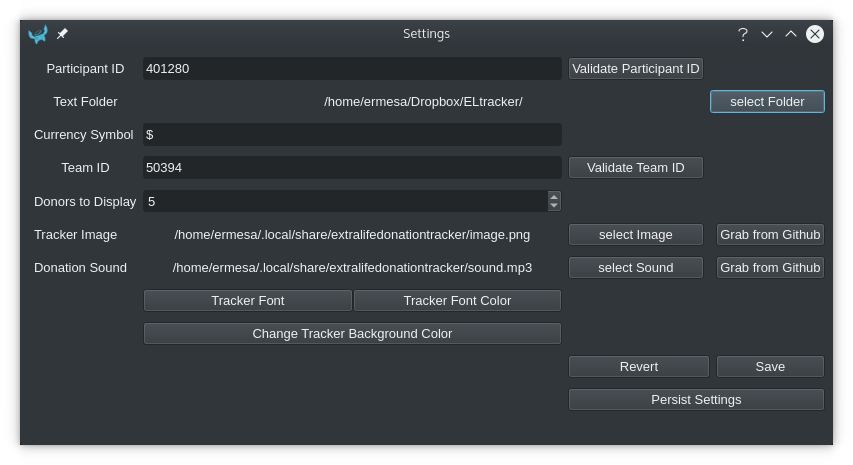 Settings
Participant ID 401280 Validate Participant ID
Text Folder /home/ermesa/Dropbox/ELtracker/ select Folder
Currency Symbol $
Team ID 50394 Validate Team ID
Donors to Display 5
Tracker Image /home/ermesa/.local/share/extralifedonationtracker/image.png select Image Grab from Github
Donation Sound /home/ermesa/.local/share/extralifedonationtracker/sound.mp3 select Sound Grab from Github
Tracker Font Tracker Font Color
Change Tracker Background Color
Revert Save
Persist Settings